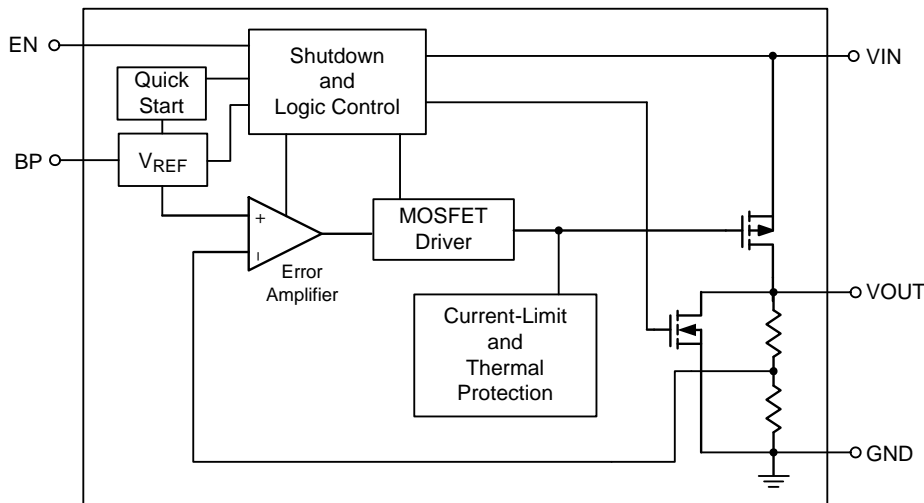 EN
Quick
Start
BP
VREF
Shutdown
and
Logic Control
+
−
Error
Amplifier
MOSFET
Driver
Current-Limit
and
Thermal
Protection
VIN
VOUT
GND